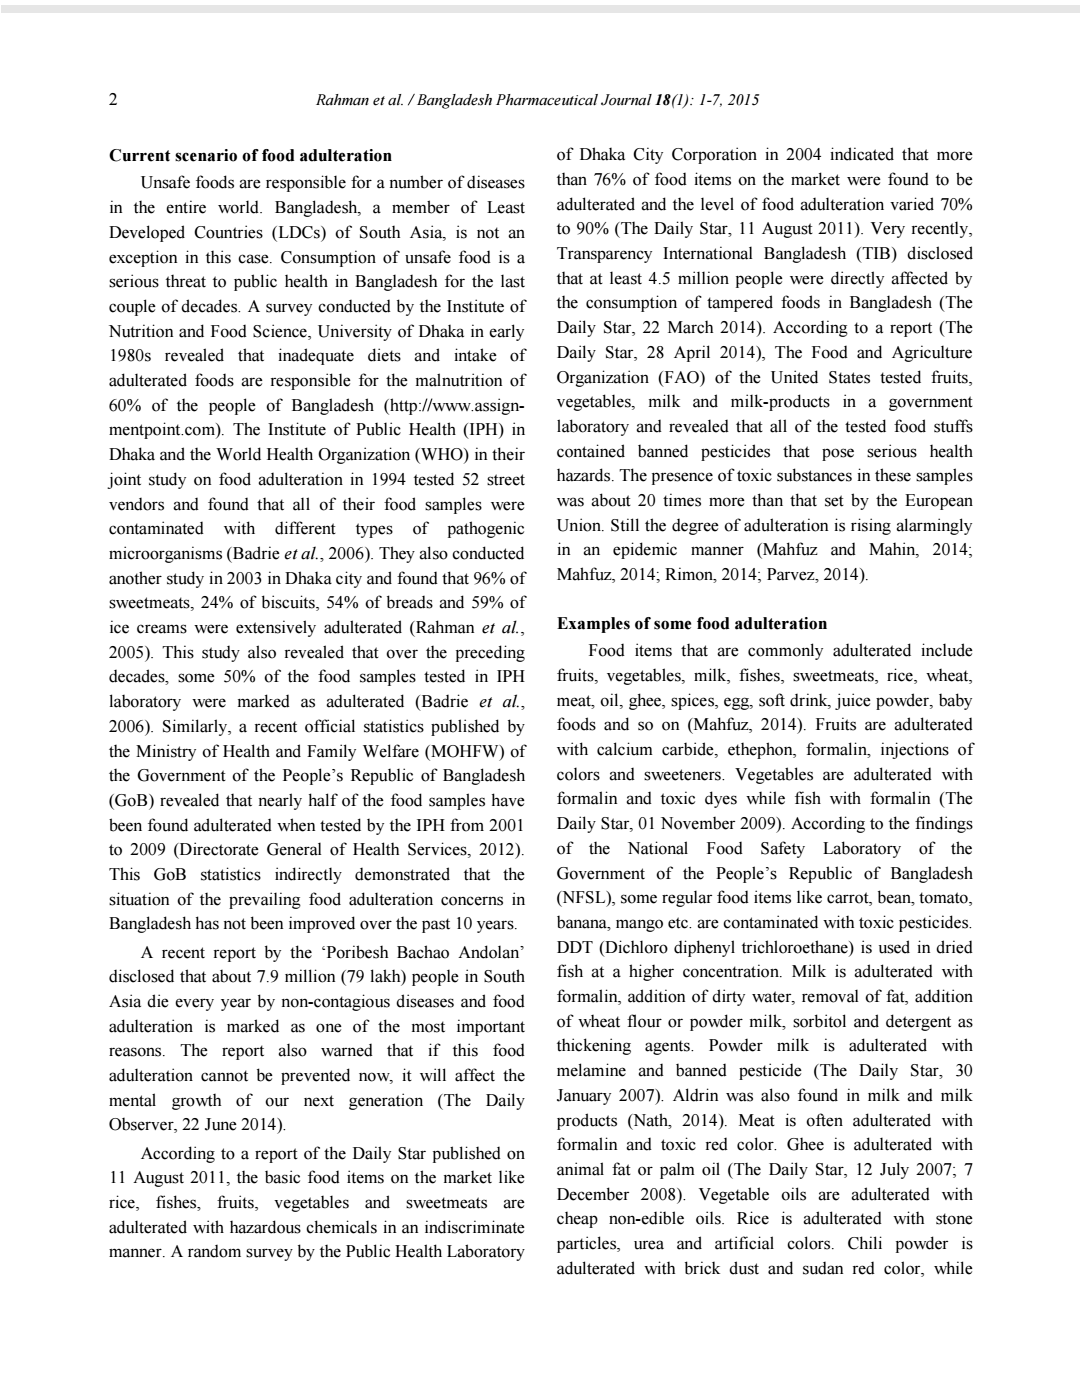 2
Rahman et al. / Bangladesh Pharmaceutical Journal 18(1): 1-7, 2015
Current scenario of food adulteration
Unsafe foods are responsible for a number of diseases
in the entire world. Bangladesh, a member of Least
Developed Countries (LDCs) of South Asia, is not an
exception in this case. Consumption of unsafe food is a
serious threat to public health in Bangladesh for the last
couple of decades. A survey conducted by the Institute of
Nutrition and Food Science, University of Dhaka in early
1980s revealed that inadequate diets and intake of
adulterated foods are responsible for the malnutrition of
60% of the people of Bangladesh (http://www.assign-
mentpoint.com). The Institute of Public Health (IPH) in
Dhaka and the World Health Organization (WHO) in their
joint study on food adulteration in 1994 tested 52 street
vendors and found that all of their food samples were
contaminated with different types of pathogenic
microorganisms (Badrie et al., 2006). They also conducted
another study in 2003 in Dhaka city and found that 96% of
sweetmeats, 24% of biscuits, 54% of breads and 59% of
ice creams were extensively adulterated (Rahman et al.,
2005). This study also revealed that over the preceding
decades, some 50% of the food samples tested in IPH
laboratory were marked as adulterated (Badrie et al.,
2006). Similarly, a recent official statistics published by
the Ministry of Health and Family Welfare (MOHFW) of
the Government of the People’s Republic of Bangladesh
(GoB) revealed that nearly half of the food samples have
been found adulterated when tested by the IPH from 2001
to 2009 (Directorate General of Health Services, 2012).
This GoB statistics indirectly demonstrated that the
situation of the prevailing food adulteration concerns in
Bangladesh has not been improved over the past 10 years.
A recent report by the ‘Poribesh Bachao Andolan’
disclosed that about 7.9 million (79 lakh) people in South
Asia die every year by non-contagious diseases and food
adulteration is marked as one of the most important
reasons. The report also warned that if this food
adulteration cannot be prevented now, it will affect the
mental growth of our next generation (The Daily
Observer, 22 June 2014).
According to a report of the Daily Star published on
11 August 2011, the basic food items on the market like
rice, fishes, fruits, vegetables and sweetmeats are
adulterated with hazardous chemicals in an indiscriminate
manner. A random survey by the Public Health Laboratory
of Dhaka City Corporation in 2004 indicated that more
than 76% of food items on the market were found to be
adulterated and the level of food adulteration varied 70%
to 90% (The Daily Star, 11 August 2011). Very recently,
Transparency International Bangladesh (TIB) disclosed
that at least 4.5 million people were directly affected by
the consumption of tampered foods in Bangladesh (The
Daily Star, 22 March 2014). According to a report (The
Daily Star, 28 April 2014), The Food and Agriculture
Organization (FAO) of the United States tested fruits,
vegetables, milk and milk-products in a government
laboratory and revealed that all of the tested food stuffs
contained banned pesticides that pose serious health
hazards. The presence of toxic substances in these samples
was about 20 times more than that set by the European
Union. Still the degree of adulteration is rising alarmingly
in an epidemic manner (Mahfuz and Mahin, 2014;
Mahfuz, 2014; Rimon, 2014; Parvez, 2014).
Examples of some food adulteration
Food items that are commonly adulterated include
fruits, vegetables, milk, fishes, sweetmeats, rice, wheat,
meat, oil, ghee, spices, egg, soft drink, juice powder, baby
foods and so on (Mahfuz, 2014). Fruits are adulterated
with calcium carbide, ethephon, formalin, injections of
colors and sweeteners. Vegetables are adulterated with
formalin and toxic dyes while fish with formalin (The
Daily Star, 01 November 2009). According to the findings
of the National Food Safety Laboratory of the
Government of the People’s Republic of Bangladesh
(NFSL), some regular food items like carrot, bean, tomato,
banana, mango etc. are contaminated with toxic pesticides.
DDT (Dichloro diphenyl trichloroethane) is used in dried
fish at a higher concentration. Milk is adulterated with
formalin, addition of dirty water, removal of fat, addition
of wheat flour or powder milk, sorbitol and detergent as
thickening agents. Powder milk is adulterated with
melamine and banned pesticide (The Daily Star, 30
January 2007). Aldrin was also found in milk and milk
products (Nath, 2014). Meat is often adulterated with
formalin and toxic red color. Ghee is adulterated with
animal fat or palm oil (The Daily Star, 12 July 2007; 7
December 2008). Vegetable oils are adulterated with
cheap non-edible oils. Rice is adulterated with stone
particles, urea and artificial colors. Chili powder is
adulterated with brick dust and sudan red color, while